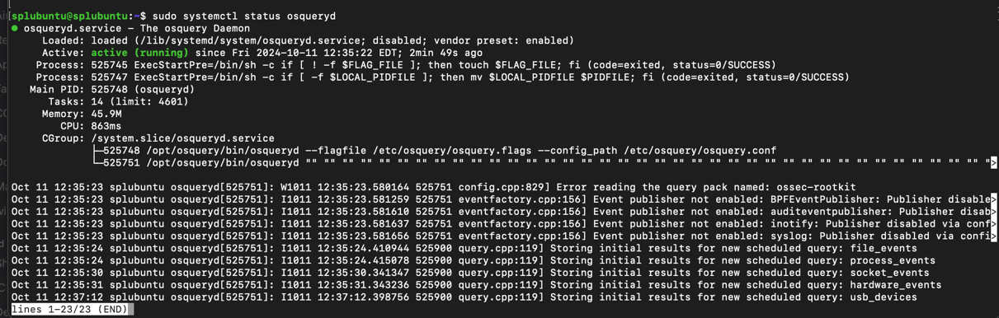 splubuntu@splubuntu:~$ sudo systemctl status osqueryd
● osqueryd.service - The osquery Daemon
Loaded: loaded (/lib/systemd/system/osqueryd.service; disabled; vendor preset: enabled)
Active: active (running) since Fri 2024-10-11 12:35:22 EDT; 2min 49s ago
Process: 525745 ExecStartPre=/bin/sh -c if [ ! -f $FLAG_FILE ]; then touch $FLAG_FILE; fi (code=exited, status=0/SUCCESS)
Process: 525747 ExecStartPre=/bin/sh -c if [ -f $LOCAL_PIDFILE ]; then mv $LOCAL_PIDFILE $PIDFILE; fi (code=exited, status=0/SUCCESS)
Main PID: 525748 (osqueryd)
Tasks: 14 (limit: 4601)
Memory: 45.9M
CPU: 863ms
CGroup: /system.slice/osqueryd.service
├─525748 /opt/osquery/bin/osqueryd --flagfile /etc/osquery/osquery.flags --config_path /etc/osquery/osquery.conf
└─525751 /opt/osquery/bin/osqueryd "" "" "" "" "" "" "" "" "" "" "" "" "" "" "" "" "" "" "" "" "" "" "" "" "" "" "" "" "" "" "" "" "" "" "" "" "" ">
Oct 11 12:35:23 splubuntu osqueryd[525751]: W1011 12:35:23.580164 525751 config.cpp:829] Error reading the query pack named: ossec-rootkit
Oct 11 12:35:23 splubuntu osqueryd[525751]: I1011 12:35:23.581259 525751 eventfactory.cpp:156] Event publisher not enabled: BPFEventPublisher: Publisher disable>
Oct 11 12:35:23 splubuntu osqueryd[525751]: I1011 12:35:23.581610 525751 eventfactory.cpp:156] Event publisher not enabled: auditeventpublisher: Publisher disab>
Oct 11 12:35:23 splubuntu osqueryd[525751]: I1011 12:35:23.581637 525751 eventfactory.cpp:156] Event publisher not enabled: inotify: Publisher disabled via conf>
Oct 11 12:35:23 splubuntu osqueryd[525751]: I1011 12:35:23.581656 525751 eventfactory.cpp:156] Event publisher not enabled: syslog: Publisher disabled via confi>
Oct 11 12:35:24 splubuntu osqueryd[525751]: I1011 12:35:24.410944 525900 query.cpp:119] Storing initial results for new scheduled query: file_events
Oct 11 12:35:24 splubuntu osqueryd[525751]: I1011 12:35:24.415078 525900 query.cpp:119] Storing initial results for new scheduled query: process_events
Oct 11 12:35:30 splubuntu osqueryd[525751]: I1011 12:35:30.341347 525900 query.cpp:119] Storing initial results for new scheduled query: socket_events
Oct 11 12:35:31 splubuntu osqueryd[525751]: I1011 12:35:31.343236 525900 query.cpp:119] Storing initial results for new scheduled query: hardware_events
Oct 11 12:37:12 splubuntu osqueryd[525751]: I1011 12:37:12.398756 525900 query.cpp:119] Storing initial results for new scheduled query: usb_devices
lines 1-23/23 (END)